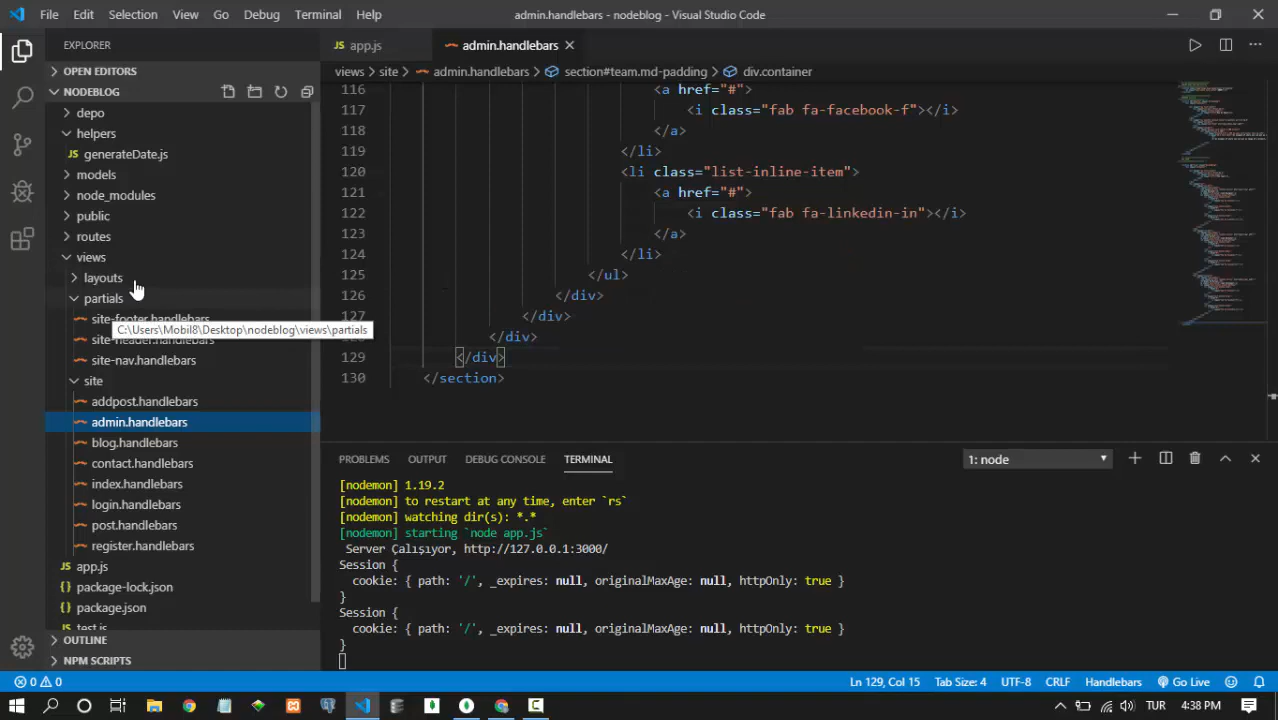 File Edit Selection View Go Debug Terminal Help
admin.handlebars - nodeblog - Visual Studio Code
EXPLORER
OPEN EDITORS
NODEBLOG
depo
helpers
generateDate.js
models
node_modules
public
routes
views
layouts
partials
site-footer.handlebars
C:\Users\Mobil8\Desktop\nodeblog\views\partials
site-header.handlebars
site-nav.handlebars
site
addpost.handlebars
admin.handlebars
blog.handlebars
contact.handlebars
index.handlebars
login.handlebars
post.handlebars
register.handlebars
app.js
package-lock.json
package.json
test.js
OUTLINE
NPM SCRIPTS
app.js admin.handlebars
views > site > admin.handlebars > section#team.md-padding > div.container
116 <a href="#">
117 <i class="fab fa-facebook-f"></i>
118 </a>
119 </li>
120 <li class="list-inline-item">
121 <a href="#">
122 <i class="fab fa-linkedin-in"></i>
123 </a>
124 </li>
125 </ul>
126 </div>
127 </div>
128 </div>
129 </div>
130 </section>
PROBLEMS OUTPUT DEBUG CONSOLE TERMINAL 1: node
[nodemon] 1.19.2
[nodemon] to restart at any time, enter `rs`
[nodemon] watching dir(s): *.*
[nodemon] starting `node app.js`
Server Çalışıyor, http://127.0.0.1:3000/
Session {
cookie: { path: '/', _expires: null, originalMaxAge: null, httpOnly: true }
}
Session {
cookie: { path: '/', _expires: null, originalMaxAge: null, httpOnly: true }
}
0 0 Ln 129, Col 15 Tab Size: 4 UTF-8 CRLF Handlebars Go Live
TUR 4:38 PM